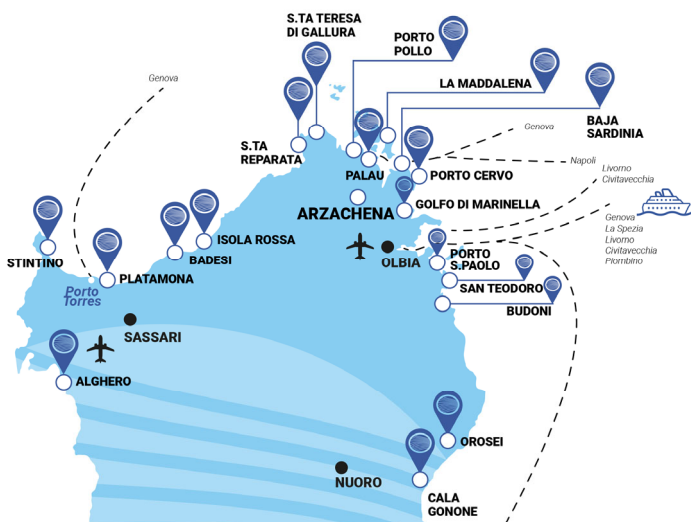 S.TA TERESA
DI GALLURA
PORTO
POLLO
LA MADDALENA
Genova
BAJA
SARDINIA
Genova
S.TA
REPARATA
PALAU
PORTO CERVO
Napoli
Livorno
Civitavecchia
ARZACHENA
GOLFO DI MARINELLA
Genova
La Spezia
Livorno
Civitavecchia
Piombino
ISOLA ROSSA
BADESI
STINTINO
PLATAMONA
Porto
Torres
OLBIA
PORTO
S.PAOLO
SAN TEODORO
BUDONI
SASSARI
ALGHERO
OROSEI
NUORO
CALA
GONONE